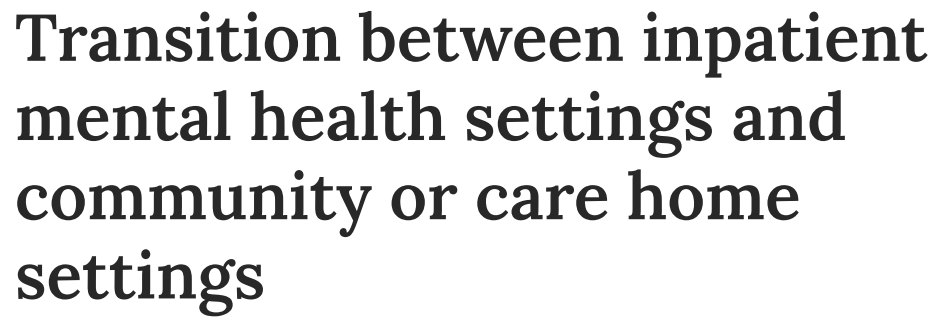 Transition between inpatient
mental health settings and
community or care home
settings